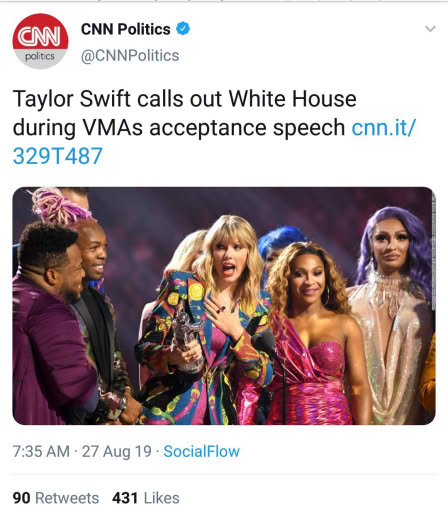 CNN
politics
CNN Politics
@CNNPolitics
Taylor Swift calls out White House
during VMAs acceptance speech cnn.it/
329T487
7:35 AM · 27 Aug 19 · SocialFlow
90 Retweets 431 Likes